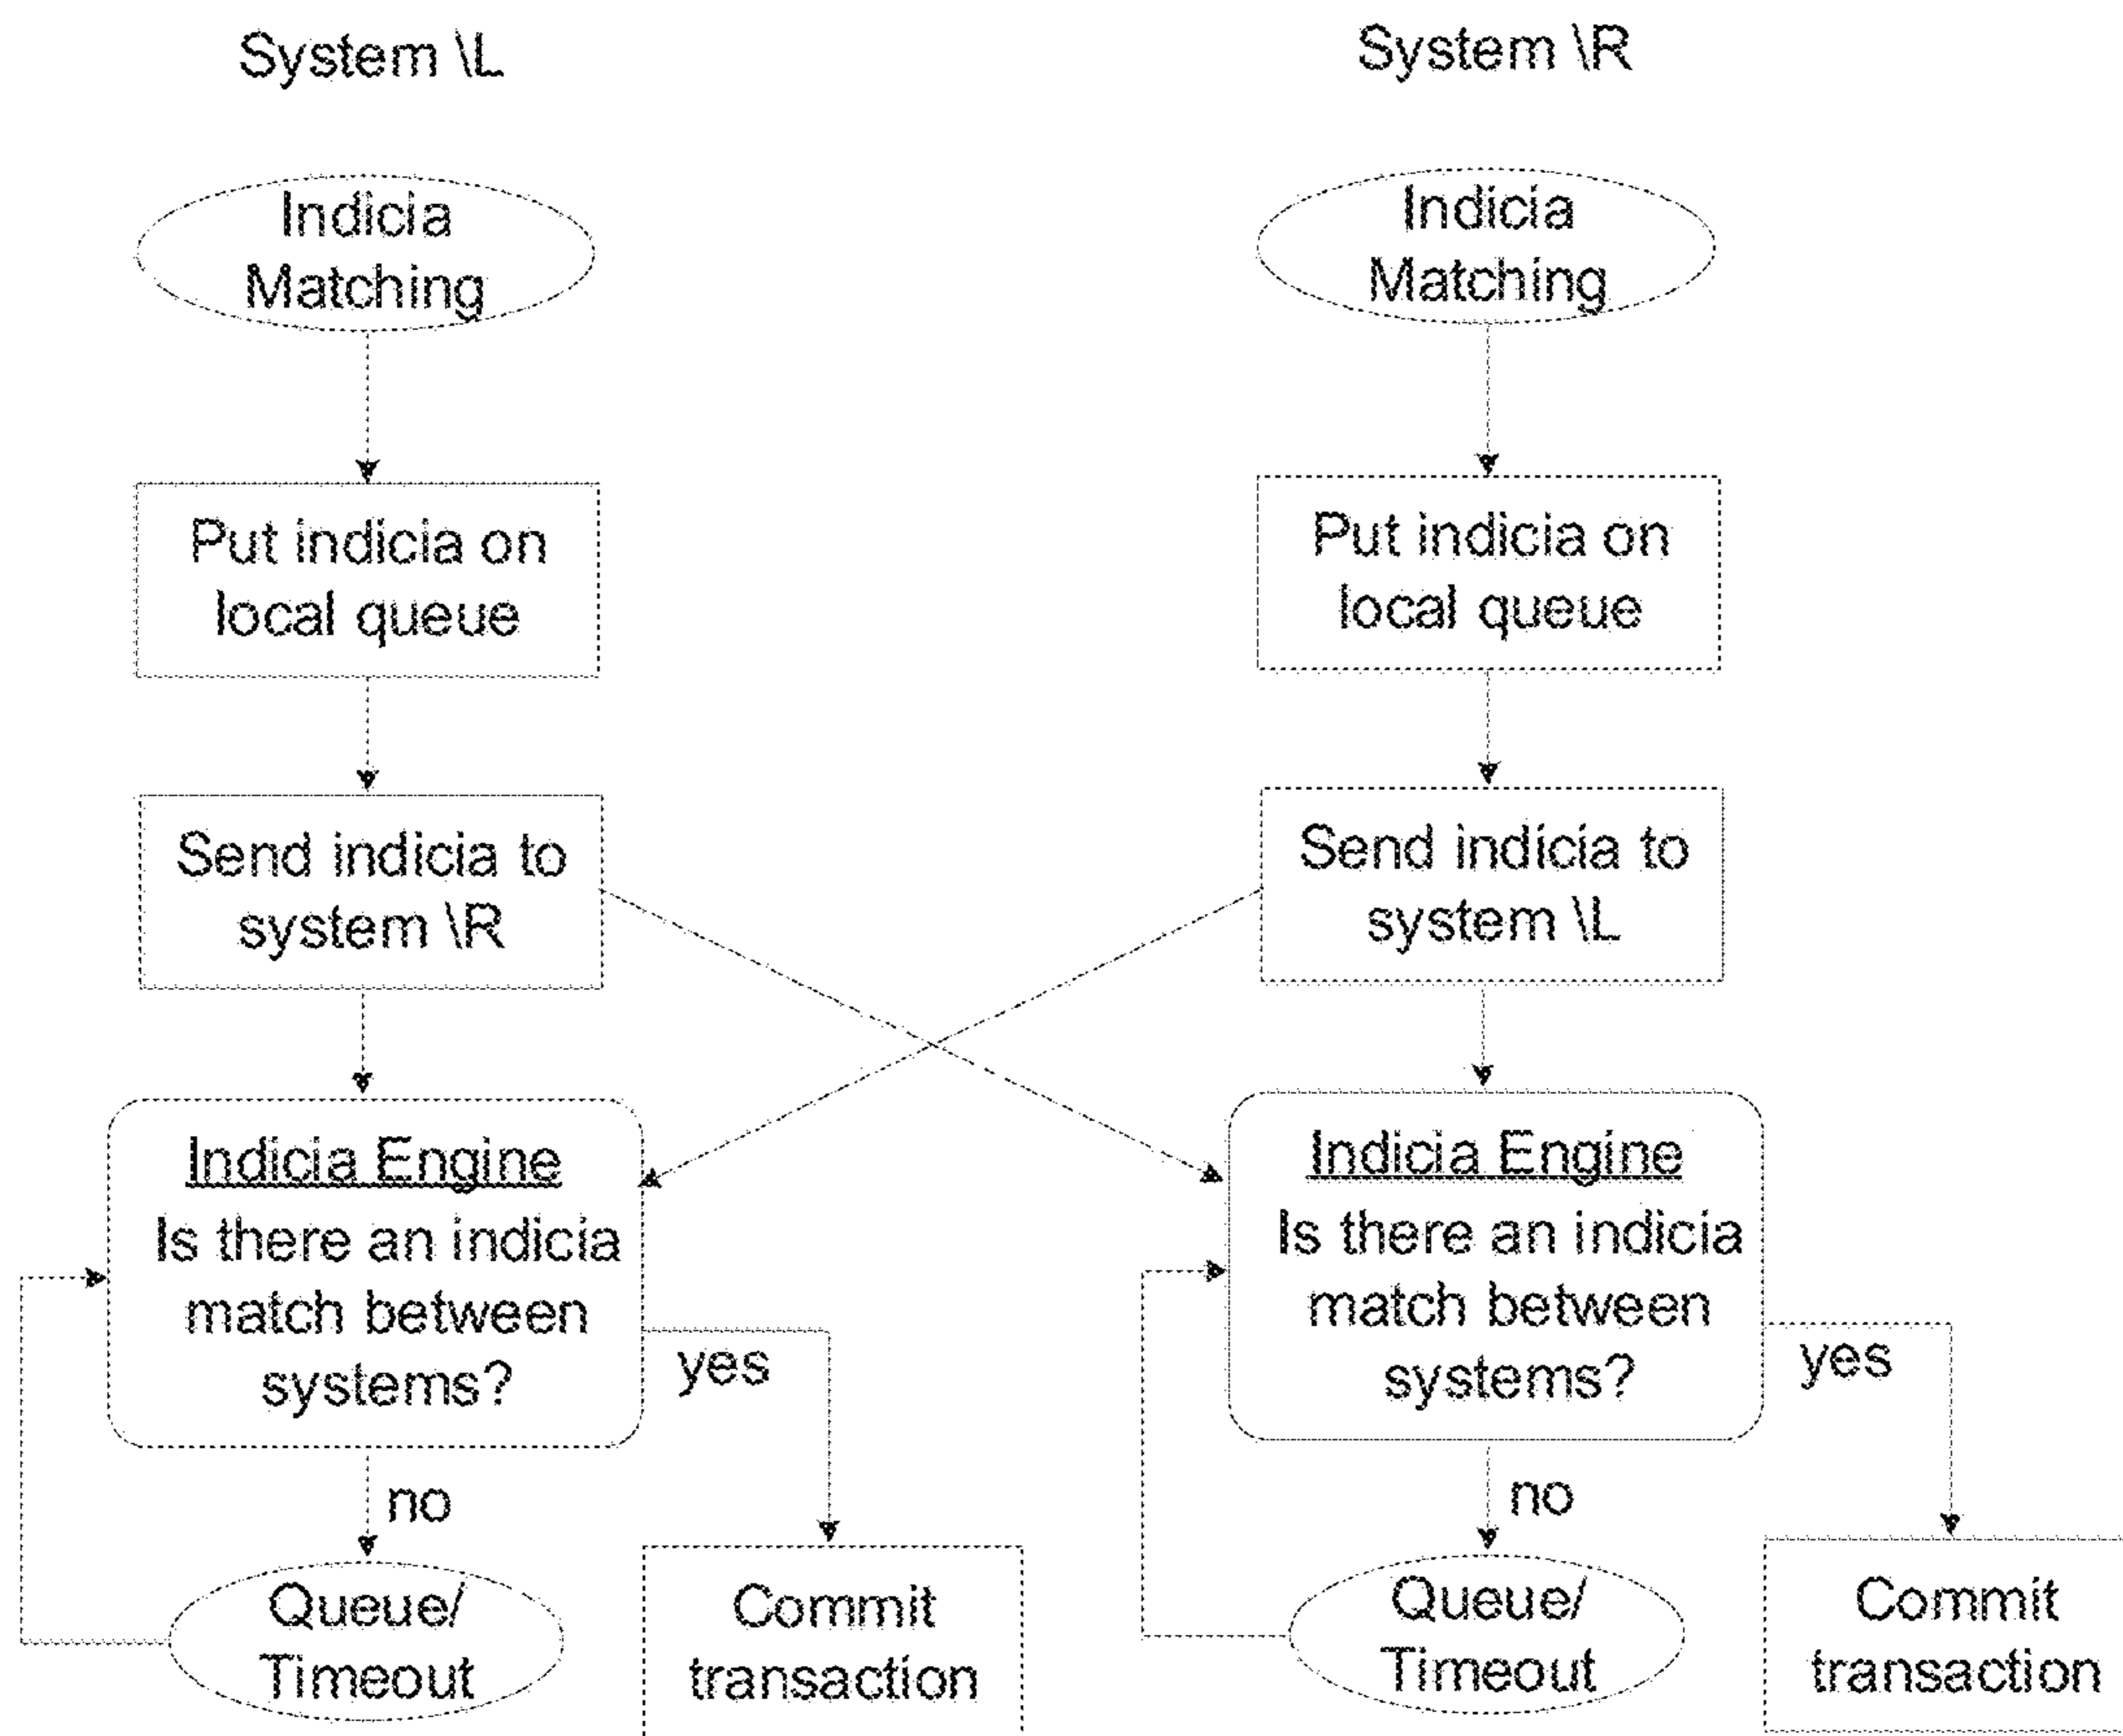 System \L
Indicia
Matching
Put indicia on
local queue
Send indicia to
system \R
Indicia Engine
Is there an indicia
match between
systems?
yes
no
Queue/
Timeout
Commit
transaction
System \R
Indicia
Matching
Put indicia on
local queue
Send indicia to
system \L
Indicia Engine
Is there an indicia
match between
systems?
yes
no
Queue/
Timeout
Commit
transaction